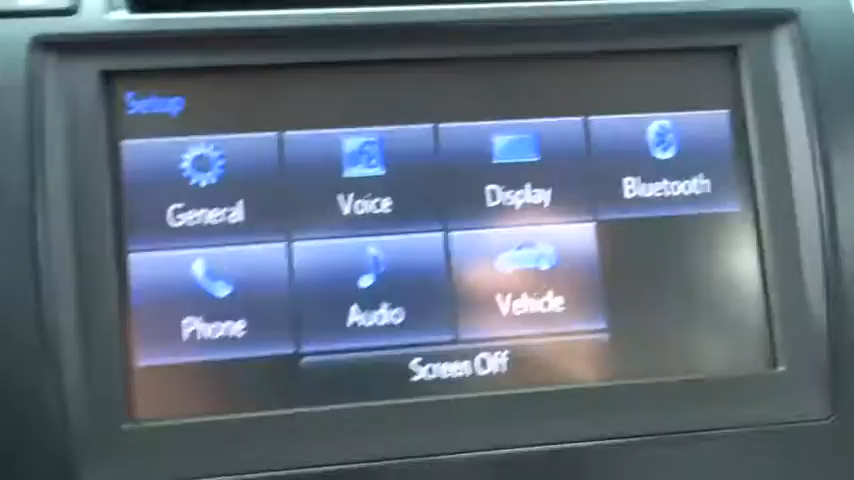 Setup
General Voice Display Bluetooth
Phone Audio Vehicle
Screen Off